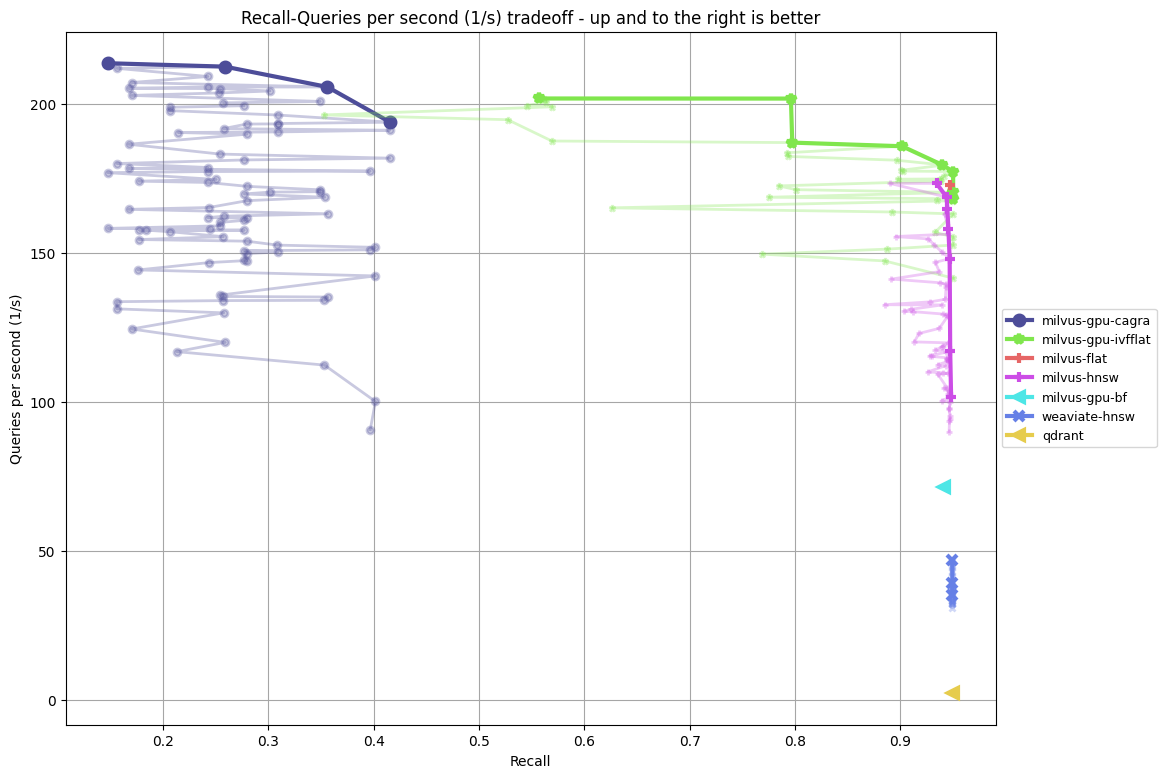 Recall-Queries per second (1/s) tradeoff - up and to the right is better
Queries per second (1/s)
200
150
100
50
0
0.2
0.3
0.4
0.5
0.6
0.7
0.8
0.9
Recall
milvus-gpu-cagra
milvus-gpu-ivfflat
milvus-flat
milvus-hnsw
milvus-gpu-bf
weaviate-hnsw
qdrant